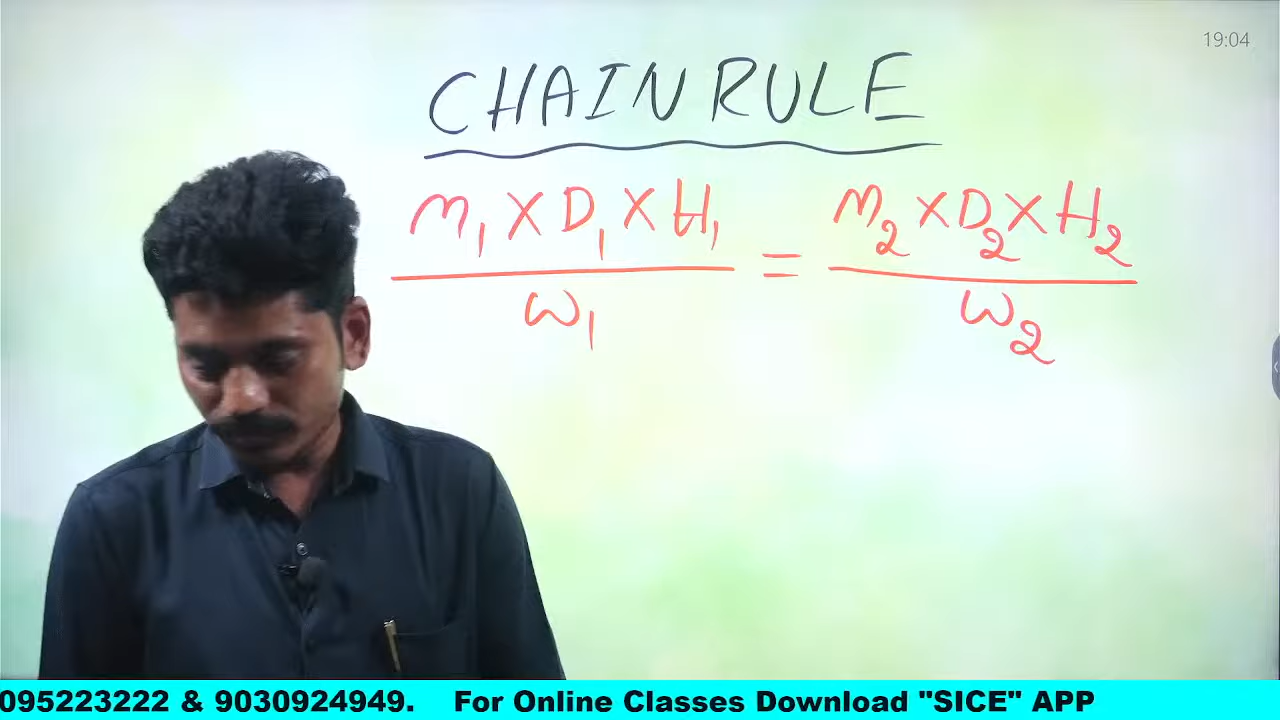 19:04
CHAIN RULE
M₁ X D₁ X H₁ = M₂ X D₂ X H₂
W₁ W₂
095223222 & 9030924949. For Online Classes Download "SICE" APP